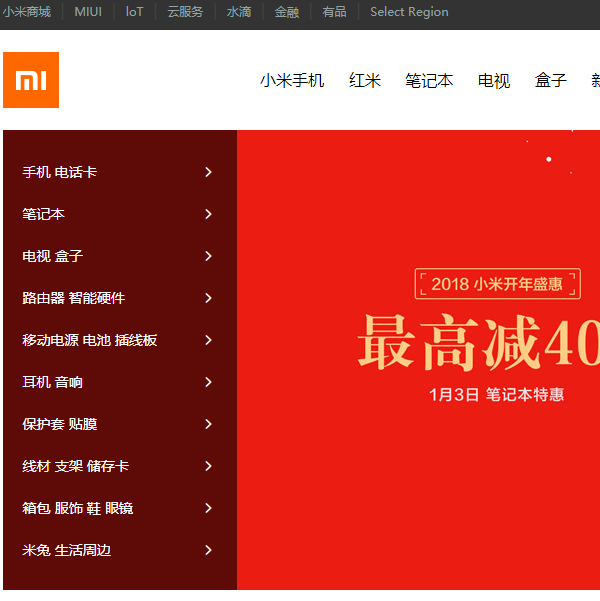 小米商城 MIUI IoT 云服务 水滴 金融 有品 Select Region
mi
小米手机 红米 笔记本 电视 盒子
手机 电话卡
笔记本
电视 盒子
路由器 智能硬件
移动电源 电池 插线板
耳机 音响
保护套 贴膜
线材 支架 储存卡
箱包 服饰 鞋 眼镜
米兔 生活周边
2018 小米开年盛惠
最高减40
1月3日 笔记本特惠